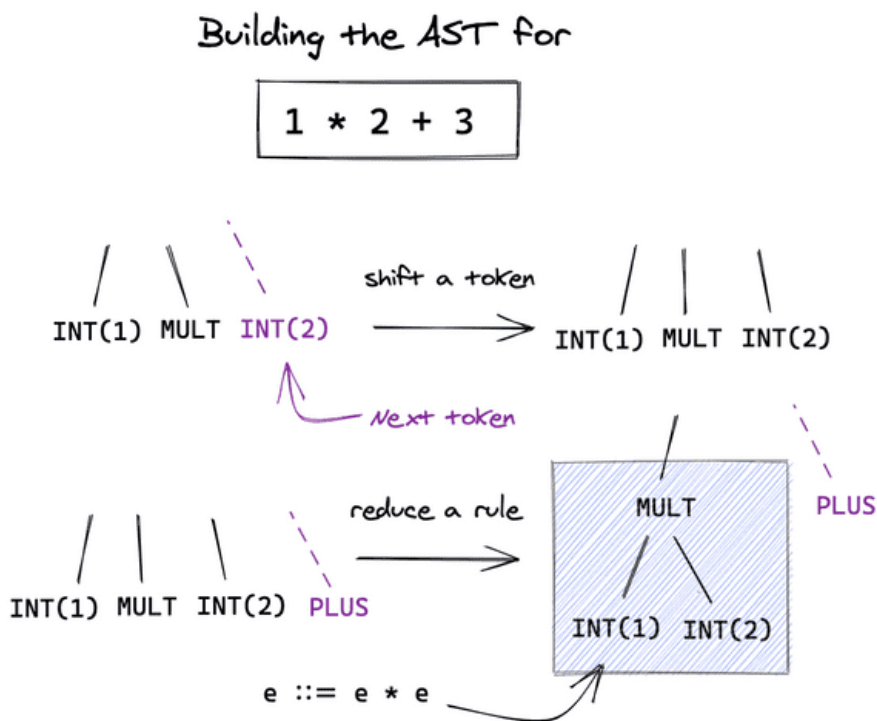 Building the AST for
1 * 2 + 3
shift a token
INT(1) MULT INT(2)
INT(1) MULT INT(2)
Next token
reduce a rule
MULT
PLUS
INT(1) MULT INT(2) PLUS
INT(1) INT(2)
e ::= e * e